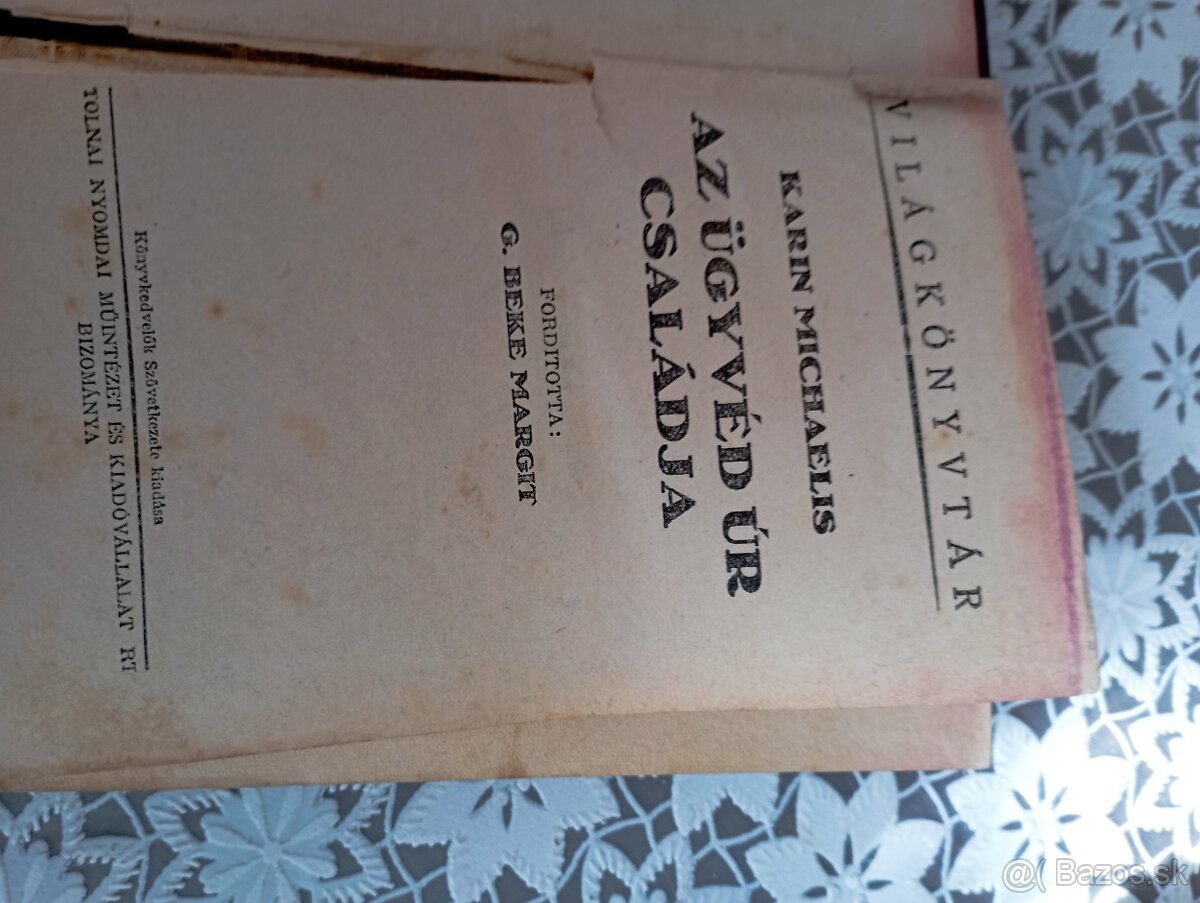 VILÁGKÖNYVTÁR
KARIN MICHAELIS
AZ ÜGYVÉD ÚR
CSALÁDJA
FORDITOTTA:
G. BEKE MARGIT
Könyvkedvelők Szövetkezete kiadása
TOLNAI NYOMDAI MŰINTÉZET ÉS KIADÓVÁLLALAT RT
BIZOMÁNYA
@( Bazos.sk